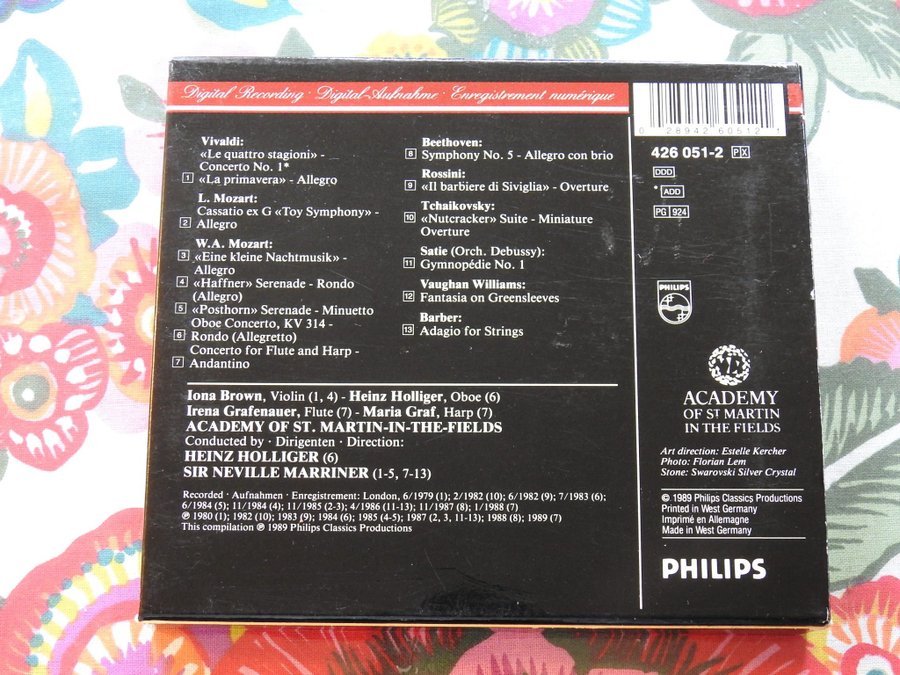 Digital Recording · Digital-Aufnahme · Enregistrement numérique
Vivaldi:
«Le quattro stagioni» -
Concerto No. 1*
1 «La primavera» - Allegro
L. Mozart:
Cassatio ex G «Toy Symphony» -
2 Allegro
W.A. Mozart:
3 «Eine kleine Nachtmusik» -
Allegro
4 «Haffner» Serenade - Rondo
(Allegro)
5 «Posthorn» Serenade - Minuetto
Oboe Concerto, KV 314 -
6 Rondo (Allegretto)
Concerto for Flute and Harp -
7 Andantino
Beethoven:
8 Symphony No. 5 - Allegro con brio
Rossini:
9 «Il barbiere di Siviglia» - Overture
Tchaikovsky:
10 «Nutcracker» Suite - Miniature
Overture
Satie (Orch. Debussy):
11 Gymnopédie No. 1
Vaughan Williams:
12 Fantasia on Greensleeves
Barber:
13 Adagio for Strings
Iona Brown, Violin (1, 4) - Heinz Holliger, Oboe (6)
Irena Grafenauer, Flute (7) - Maria Graf, Harp (7)
ACADEMY OF ST. MARTIN-IN-THE-FIELDS
Conducted by · Dirigenten · Direction:
HEINZ HOLLIGER (6)
SIR NEVILLE MARRINER (1-5, 7-13)
Recorded · Aufnahmen · Enregistrement: London, 6/1979 (1); 2/1982 (10); 6/1982 (9); 7/1983 (6);
6/1984 (5); 11/1984 (4); 11/1985 (2-3); 4/1986 (11-13); 11/1987 (8); 1/1988 (7)
℗ 1980 (1); 1982 (10); 1983 (9); 1984 (6); 1985 (4-5); 1987 (2, 3, 11-13); 1988 (8); 1989 (7)
This compilation ℗ 1989 Philips Classics Productions
0 28942 60512 1
426 051-2 PX
DDD
* ADD
PG 924
PHILIPS
ACADEMY
OF ST MARTIN
IN THE FIELDS
Art direction: Estelle Kercher
Photo: Florian Lem
Stone: Swarovski Silver Crystal
© 1989 Philips Classics Productions
Printed in West Germany
Imprimé en Allemagne
Made in West Germany
PHILIPS